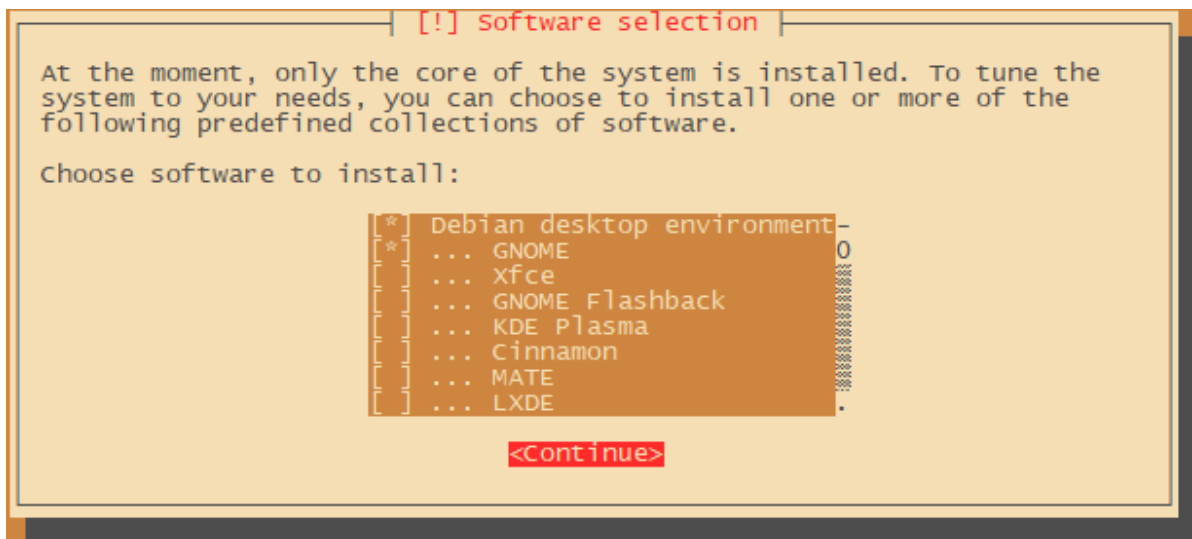 [!] Software selection
At the moment, only the core of the system is installed. To tune the
system to your needs, you can choose to install one or more of the
following predefined collections of software.
Choose software to install:
[*] Debian desktop environment-
[*] ... GNOME 0
[ ] ... Xfce
[ ] ... GNOME Flashback
[ ] ... KDE Plasma
[ ] ... Cinnamon
[ ] ... MATE
[ ] ... LXDE .
<Continue>